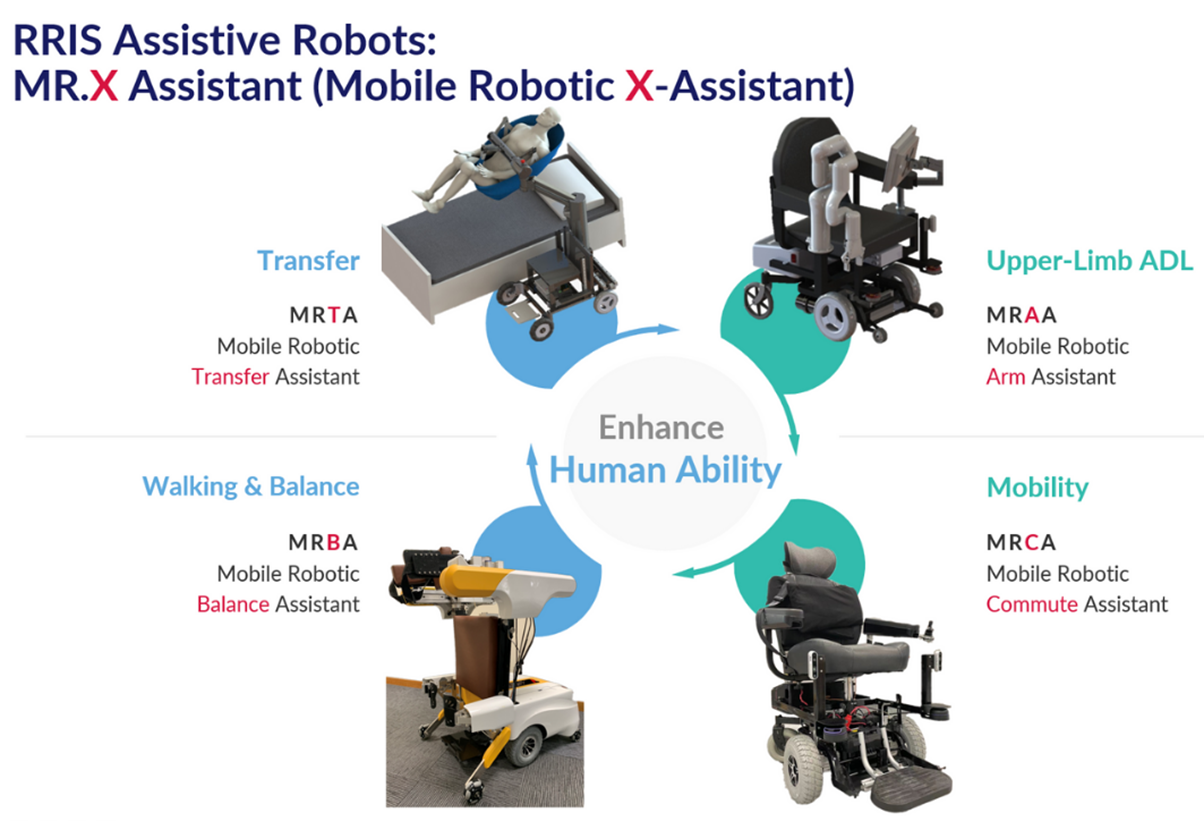 RRIS Assistive Robots:
MR.X Assistant (Mobile Robotic X-Assistant)
Transfer
MRTA
Mobile Robotic
Transfer Assistant
Upper-Limb ADL
MRAA
Mobile Robotic
Arm Assistant
Enhance
Human Ability
Walking & Balance
MRBA
Mobile Robotic
Balance Assistant
Mobility
MRCA
Mobile Robotic
Commute Assistant